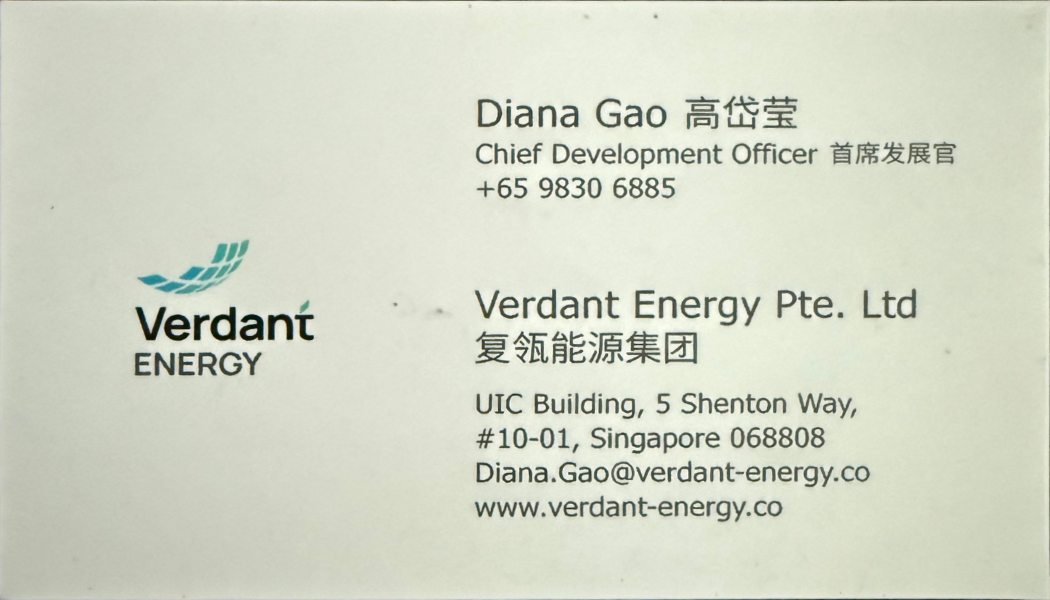 Verdant
ENERGY
Diana Gao 高岱莹
Chief Development Officer 首席发展官
+65 9830 6885
Verdant Energy Pte. Ltd
复瓴能源集团
UIC Building, 5 Shenton Way,
#10-01, Singapore 068808
Diana.Gao@verdant-energy.co
www.verdant-energy.co